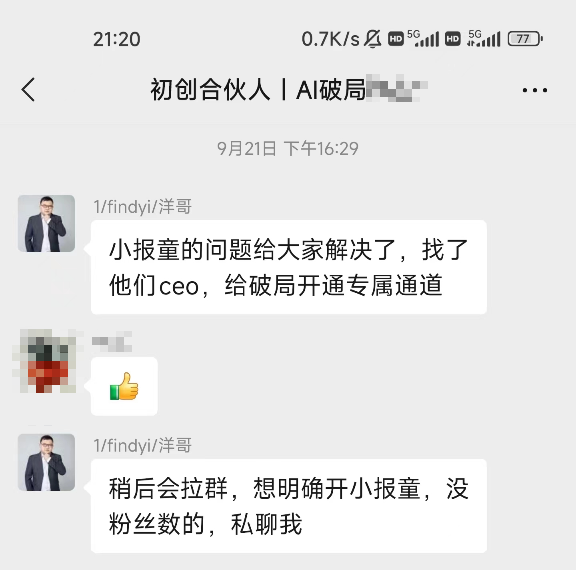 21:20 0.7K/s HD 5G HD 5G 77
初创合伙人丨AI破局
9月21日 下午16:29
1/findyi/洋哥
小报童的问题给大家解决了，找了
他们ceo，给破局开通专属通道
1/findyi/洋哥
稍后会拉群，想明确开小报童，没
粉丝数的，私聊我